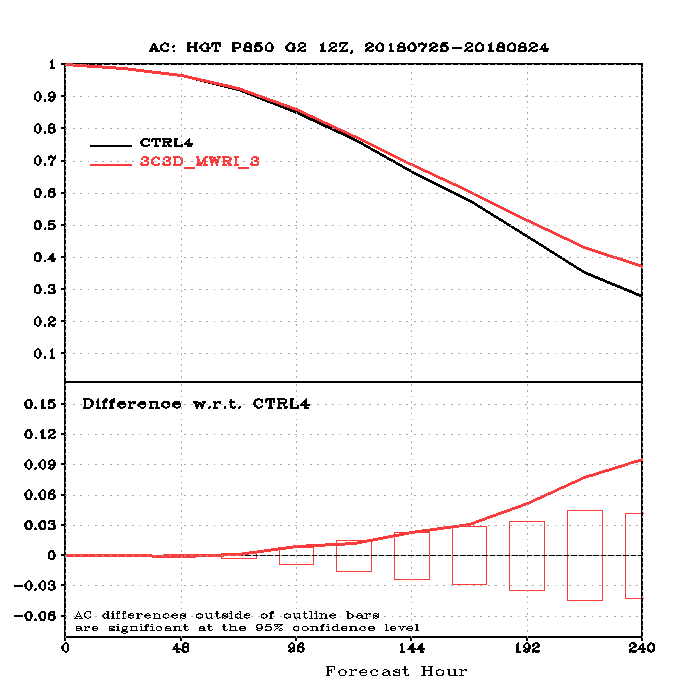 AC: HGT P850 G2 12Z, 20180725-20180824
1
0.9
0.8
0.7
0.6
0.5
0.4
0.3
0.2
0.1
CTRL4
3C3D_MWRI_3
Difference w.r.t. CTRL4
0.15
0.12
0.09
0.06
0.03
0
-0.03
-0.06
AC differences outside of outline bars
are significant at the 95% confidence level
0 48 96 144 192 240
Forecast Hour